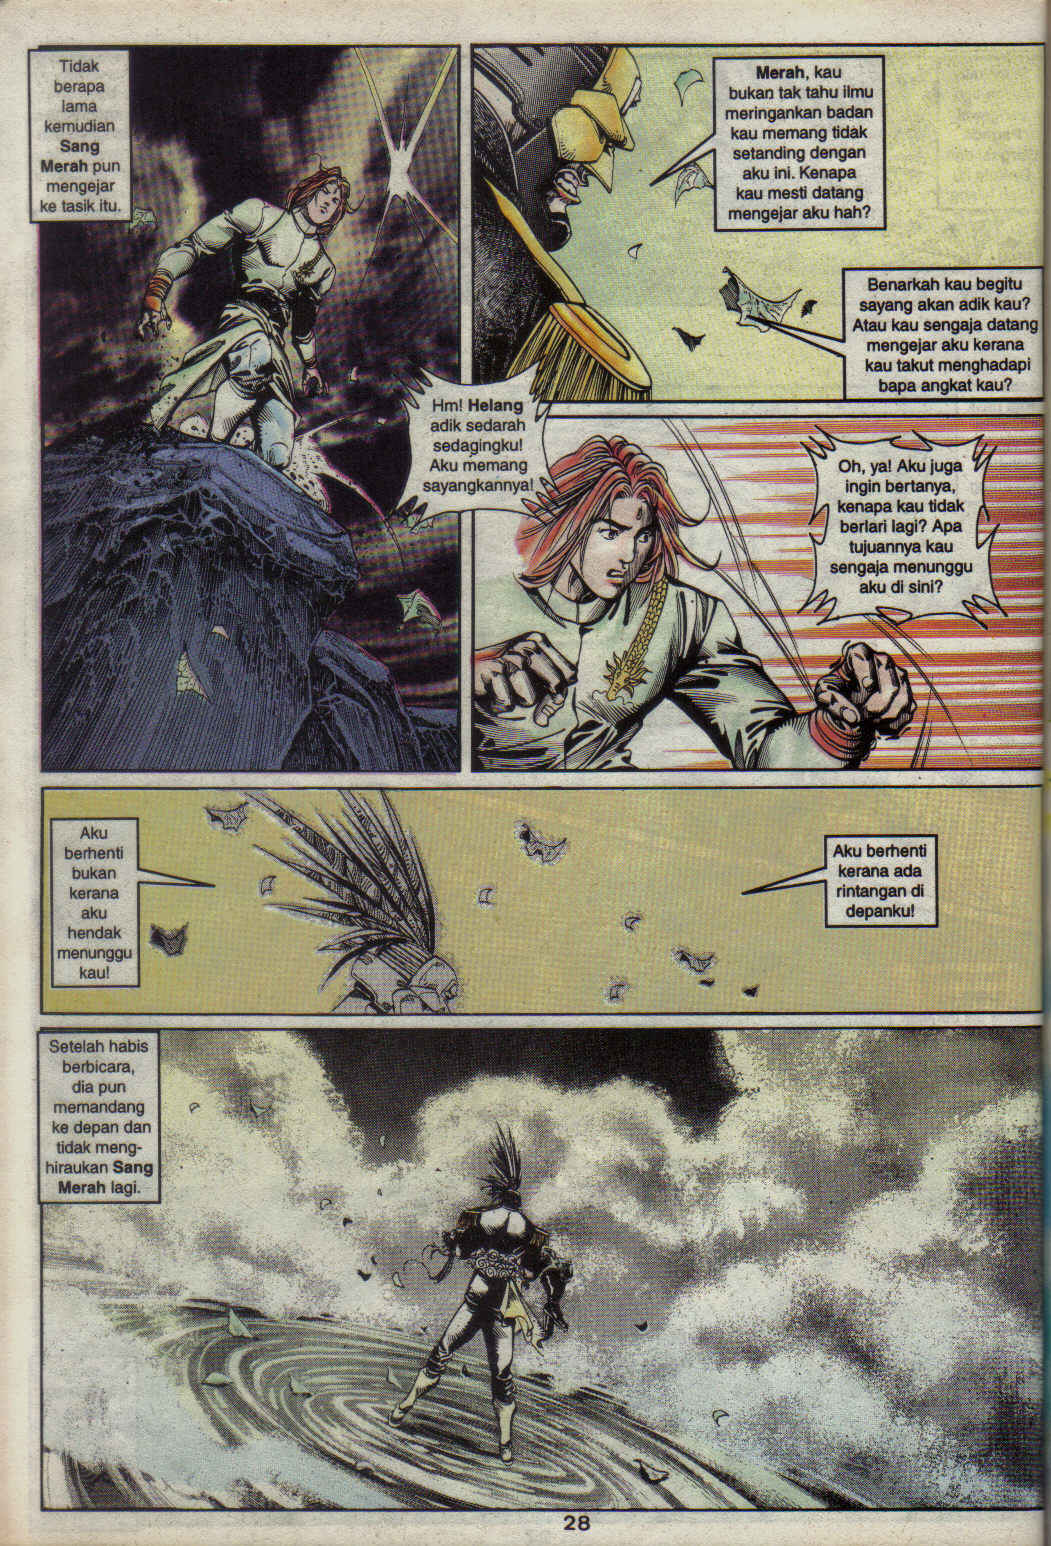 Tidak
berapa
lama
kemudian
Sang
Merah pun
mengejar
ke tasik itu.
Merah, kau
bukan tak tahu ilmu
meringankan badan
kau memang tidak
setanding dengan
aku ini. Kenapa
kau mesti datang
mengejar aku hah?
Benarkah kau begitu
sayang akan adik kau?
Atau kau sengaja datang
mengejar aku kerana
kau takut menghadapi
bapa angkat kau?
Hm! Helang
adik sedarah
sedagingku!
Aku memang
sayangkannya!
Oh, ya! Aku juga
ingin bertanya,
kenapa kau tidak
berlari lagi? Apa
tujuannya kau
sengaja menunggu
aku di sini?
Aku
berhenti
bukan
kerana
aku
hendak
menunggu
kau!
Aku berhenti
kerana ada
rintangan di
depanku!
Setelah habis
berbicara,
dia pun
memandang
ke depan dan
tidak meng-
hiraukan Sang
Merah lagi.
28